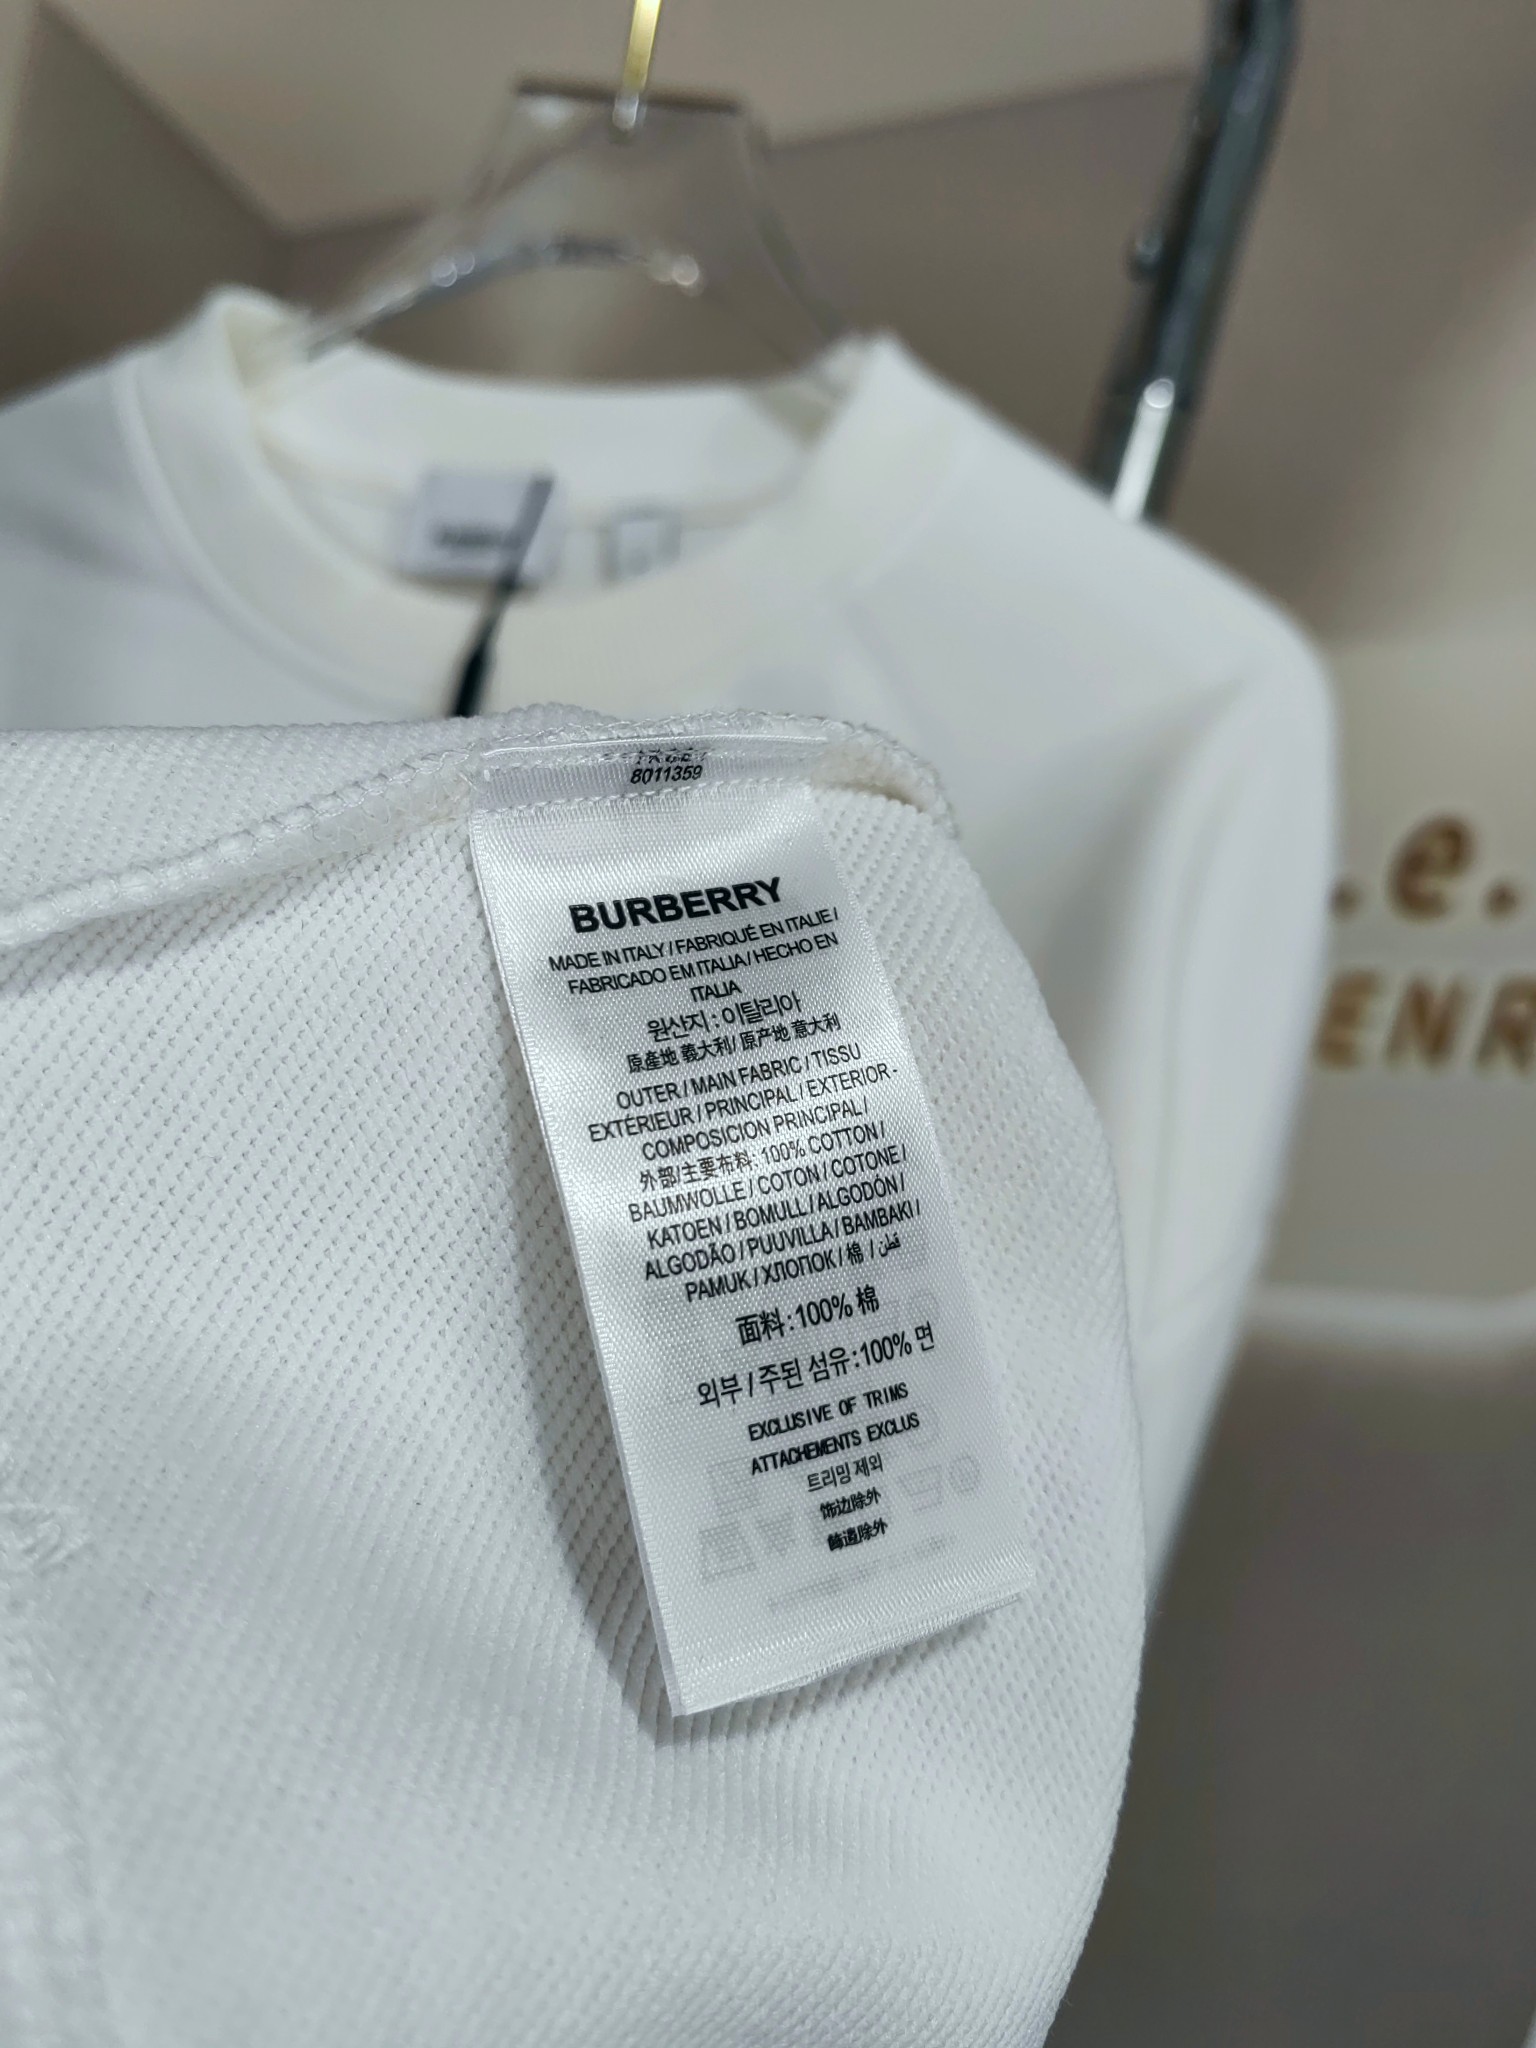 8011359
BURBERRY
MADE IN ITALY / FABRIQUÉ EN ITALIE /
FABRICADO EM ITALIA / HECHO EN
ITALIA
원산지 : 이탈리아
原產地 義大利 / 原产地 意大利
OUTER / MAIN FABRIC / TISSU
EXTÉRIEUR / PRINCIPAL / EXTERIOR -
COMPOSICION PRINCIPAL /
外部/主要布料: 100% COTTON /
BAUMWOLLE / COTON / COTONE /
KATOEN / BOMULL / ALGODÓN /
ALGODÃO / PUUVILLA / BAMBAKI /
PAMUK / ХЛОПОК / 棉 / قطن
面料 : 100% 棉
외부 / 주된 섬유 : 100% 면
EXCLUSIVE OF TRIMS
ATTACHEMENTS EXCLUS
트리밍 제외
饰边除外
飾邊除外
.e.
ENR